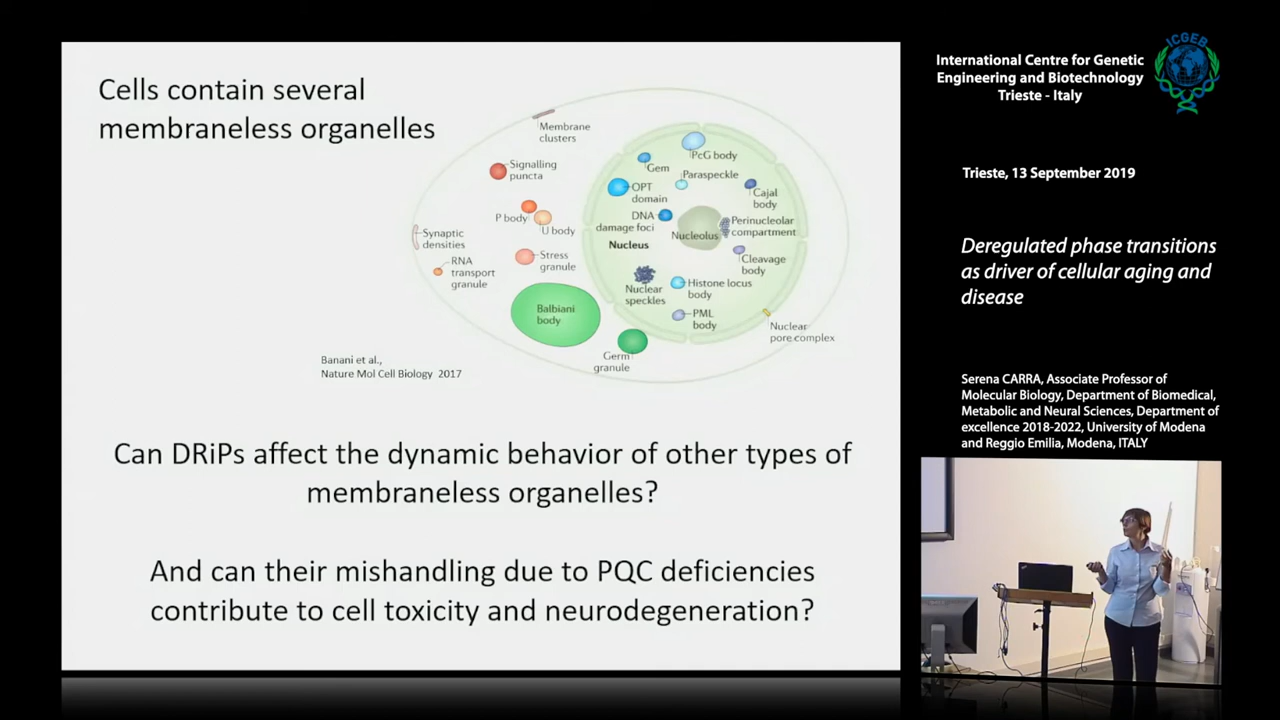 Cells contain several
membraneless organelles
Membrane
clusters
Signalling
puncta
P body
U body
Synaptic
densities
RNA
transport
granule
Stress
granule
Balbiani
body
Germ
granule
PcG body
Gem
Paraspeckle
OPT
domain
Cajal
body
DNA
damage foci
Nucleus
Nucleolus
Perinucleolar
compartment
Cleavage
body
Nuclear
speckles
Histone locus
body
PML
body
Nuclear
pore complex
Banani et al.,
Nature Mol Cell Biology 2017
Can DRiPs affect the dynamic behavior of other types of
membraneless organelles?
And can their mishandling due to PQC deficiencies
contribute to cell toxicity and neurodegeneration?
International Centre for Genetic
Engineering and Biotechnology
Trieste - Italy
ICGEB
Trieste, 13 September 2019
Deregulated phase transitions
as driver of cellular aging and
disease
Serena CARRA, Associate Professor of
Molecular Biology, Department of Biomedical,
Metabolic and Neural Sciences, Department of
excellence 2018-2022, University of Modena
and Reggio Emilia, Modena, ITALY